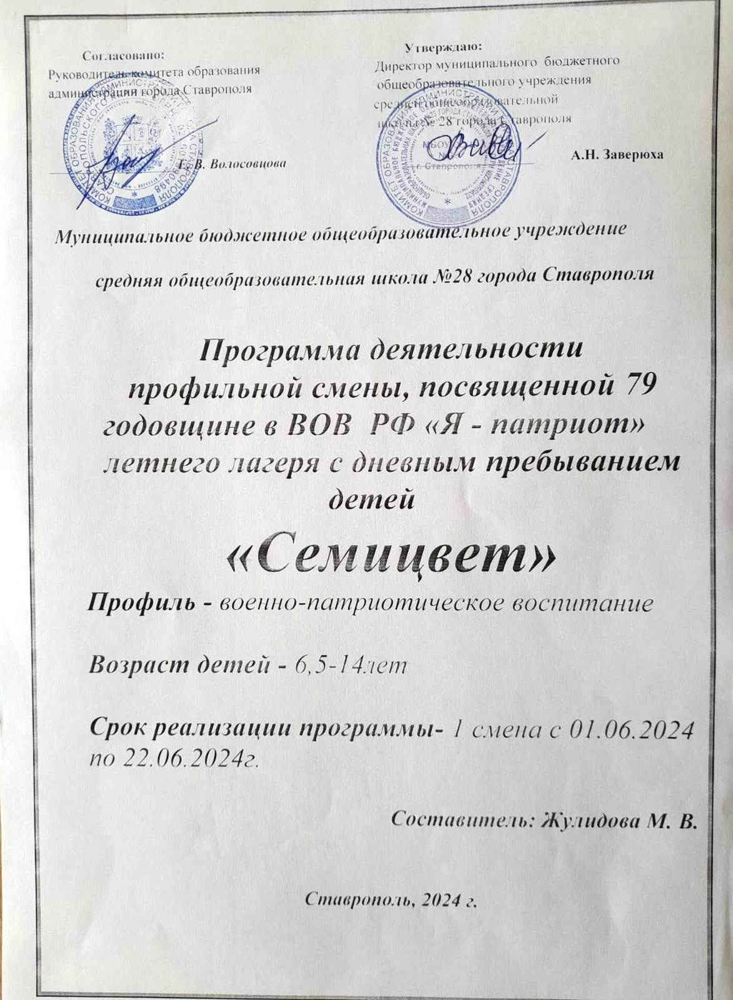 Согласовано:
Руководитель комитета образования
администрации города Ставрополя
Е. В. Волосовцова
Утверждаю:
Директор муниципального бюджетного
общеобразовательного учреждения
средней общеобразовательной
школы № 28 города Ставрополя
А.Н. Заверюха
Муниципальное бюджетное общеобразовательное учреждение
средняя общеобразовательная школа №28 города Ставрополя
Программа деятельности
профильной смены, посвященной 79
годовщине в ВОВ РФ «Я - патриот»
летнего лагеря с дневным пребыванием
детей
«Семицвет»
Профиль - военно-патриотическое воспитание
Возраст детей - 6,5-14лет
Срок реализации программы- 1 смена с 01.06.2024
по 22.06.2024г.
Составитель: Жулидова М. В.
Ставрополь, 2024 г.